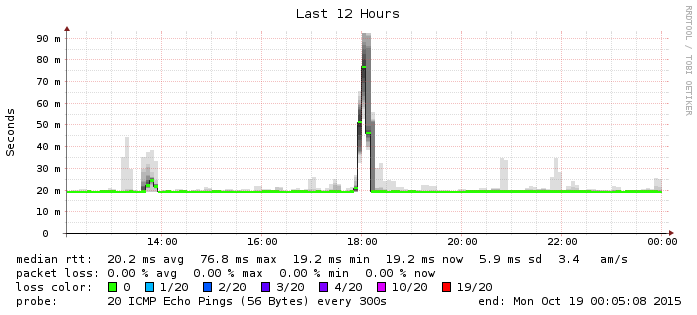 Last 12 Hours
RRDTOOL / TOBI OETIKER
Seconds
90 m
80 m
70 m
60 m
50 m
40 m
30 m
20 m
10 m
0
14:00 16:00 18:00 20:00 22:00 00:00
median rtt: 20.2 ms avg 76.8 ms max 19.2 ms min 19.2 ms now 5.9 ms sd 3.4 am/s
packet loss: 0.00 % avg 0.00 % max 0.00 % min 0.00 % now
loss color: 0 1/20 2/20 3/20 4/20 10/20 19/20
probe: 20 ICMP Echo Pings (56 Bytes) every 300s end: Mon Oct 19 00:05:08 2015